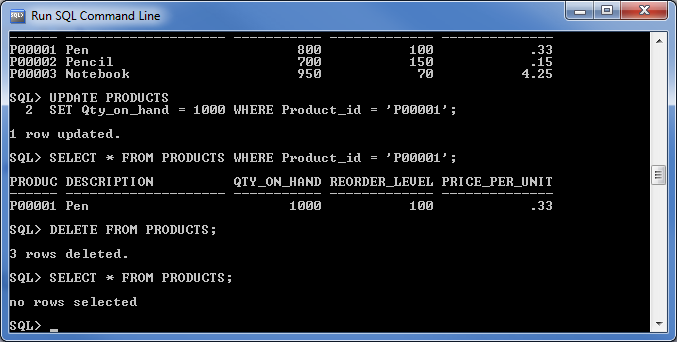 Run SQL Command Line
P00001 Pen 800 100 .33
P00002 Pencil 700 150 .15
P00003 Notebook 950 70 4.25
SQL> UPDATE PRODUCTS
2 SET Qty_on_hand = 1000 WHERE Product_id = 'P00001';
1 row updated.
SQL> SELECT * FROM PRODUCTS WHERE Product_id = 'P00001';
PRODUC DESCRIPTION QTY_ON_HAND REORDER_LEVEL PRICE_PER_UNIT
P00001 Pen 1000 100 .33
SQL> DELETE FROM PRODUCTS;
3 rows deleted.
SQL> SELECT * FROM PRODUCTS;
no rows selected
SQL> _